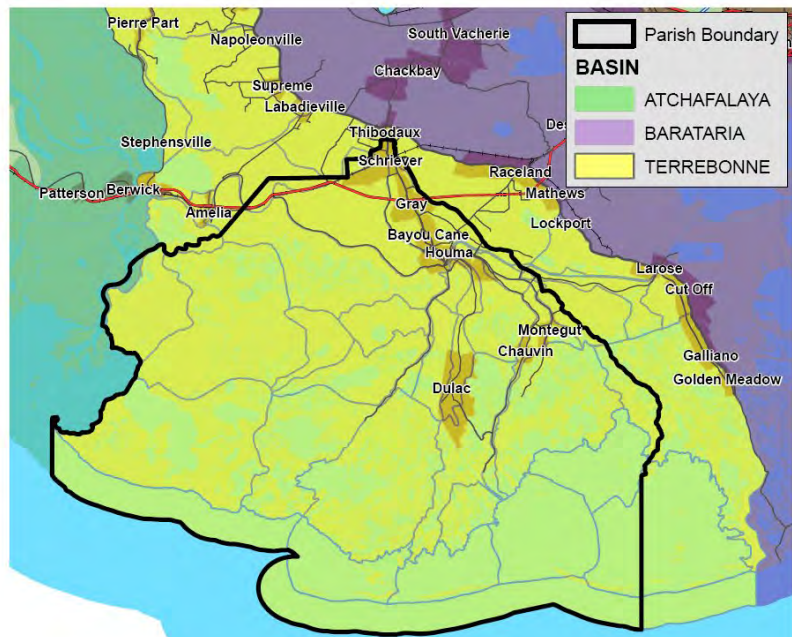 Pierre Part
Napoleonville
South Vacherie
Chackbay
Supreme
Labadieville
Stephensville
Thibodaux
Schriever
Raceland
Patterson
Berwick
Mathews
Amelia
Gray
Lockport
Bayou Cane
Houma
Larose
Cut Off
Montegut
Chauvin
Galliano
Dulac
Golden Meadow
Parish Boundary
BASIN
ATCHAFALAYA
BARATARIA
TERREBONNE